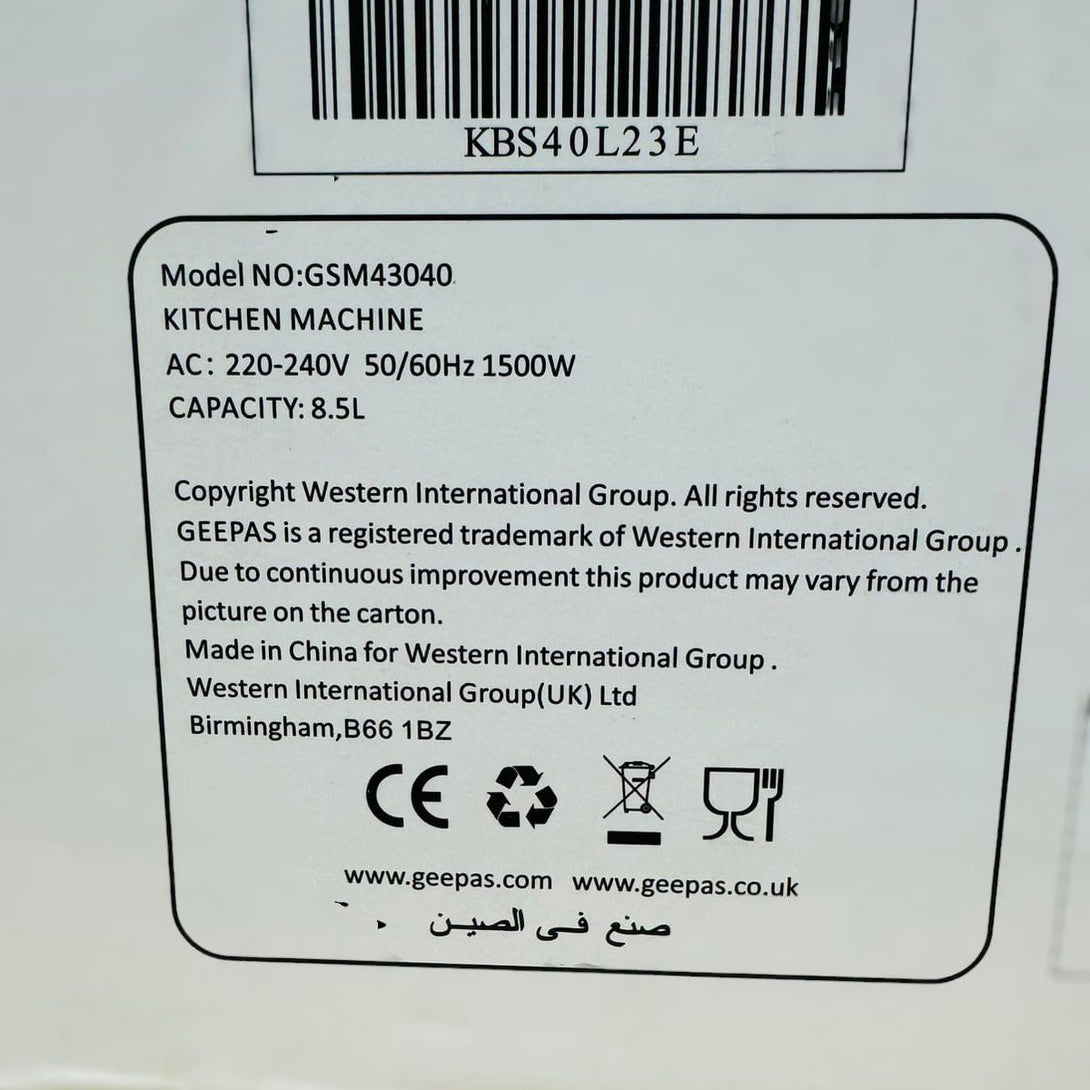 KBS40L23E
Model NO:GSM43040
KITCHEN MACHINE
AC: 220-240V 50/60Hz 1500W
CAPACITY: 8.5L
Copyright Western International Group. All rights reserved.
GEEPAS is a registered trademark of Western International Group .
Due to continuous improvement this product may vary from the
picture on the carton.
Made in China for Western International Group .
Western International Group(UK) Ltd
Birmingham,B66 1BZ
CE
www.geepas.com www.geepas.co.uk
صنع فى الصين